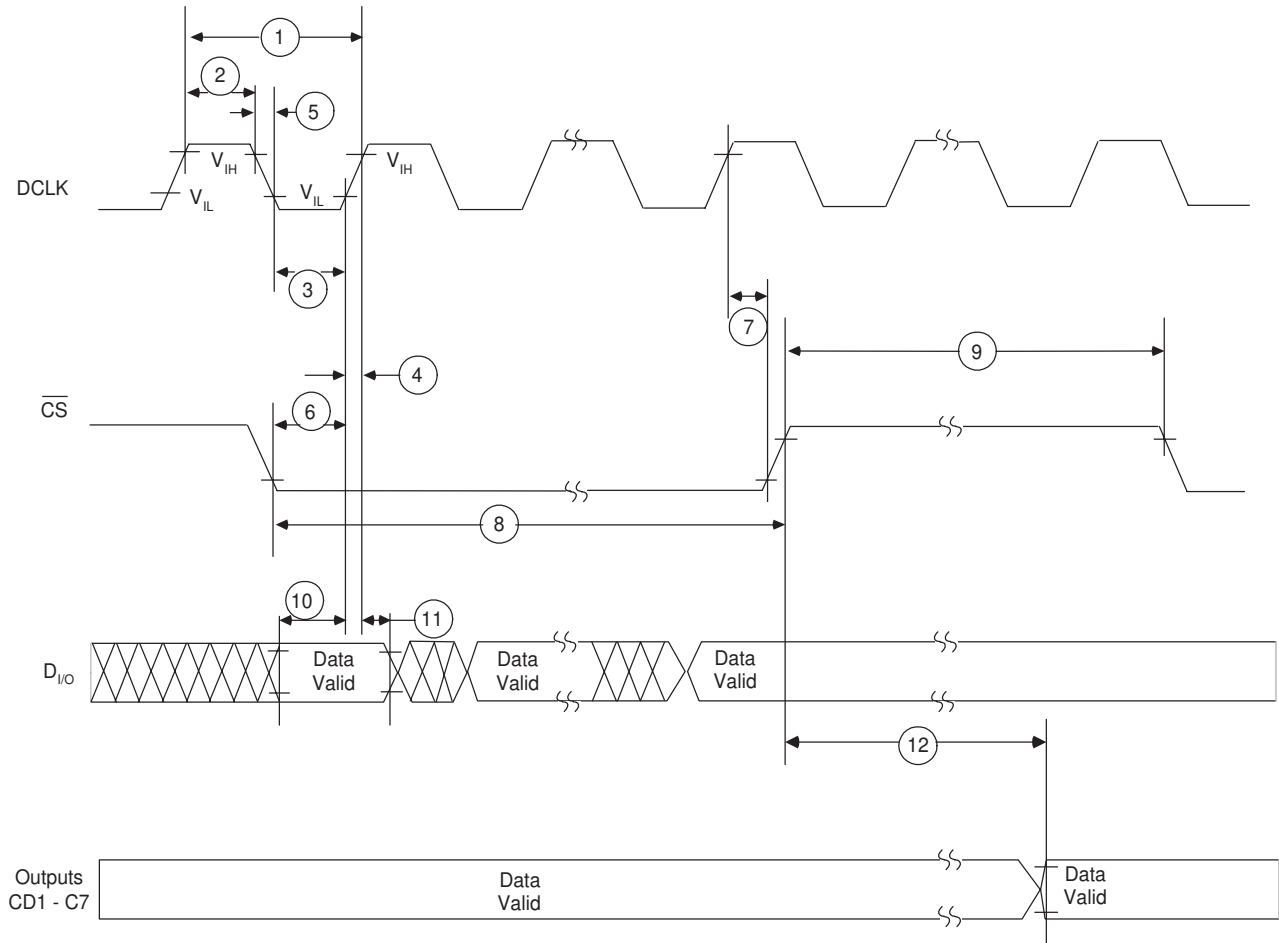 1
2
5
V_IH
V_IH
DCLK
V_IL
V_IL
3
7
9
4
CS
6
8
10
11
D_I/O
Data
Valid
Data
Valid
Data
Valid
12
Outputs
CD1 - C7
Data
Valid
Data
Valid